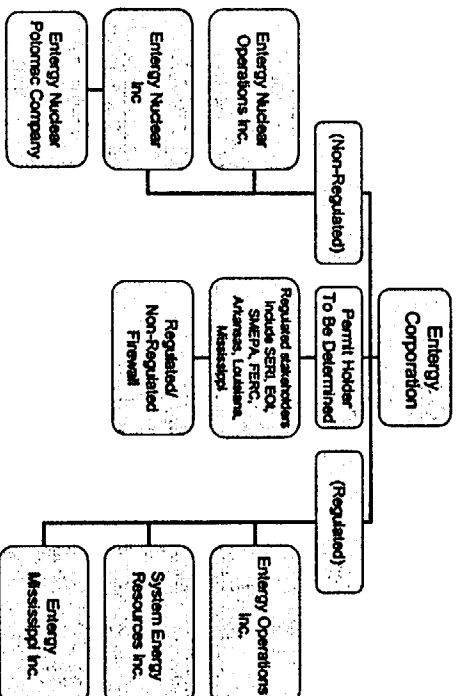 Entergy
Corporation
(Non-Regulated)
Permit Holder
To Be Determined
(Regulated)
Entergy Nuclear
Operations Inc.
Entergy Nuclear
Inc
Entergy Nuclear
Potomac Company
Regulated stakeholders
include SERI, EOI,
SMEPA, FERC,
Arkansas, Louisiana,
Mississippi
Regulated/
Non-Regulated
Firewall
Entergy Operations
Inc.
System Energy
Resources Inc.
Entergy
Mississippi Inc.